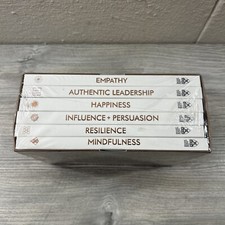 EMPATHY
AUTHENTIC LEADERSHIP
HAPPINESS
INFLUENCE + PERSUASION
RESILIENCE
MINDFULNESS